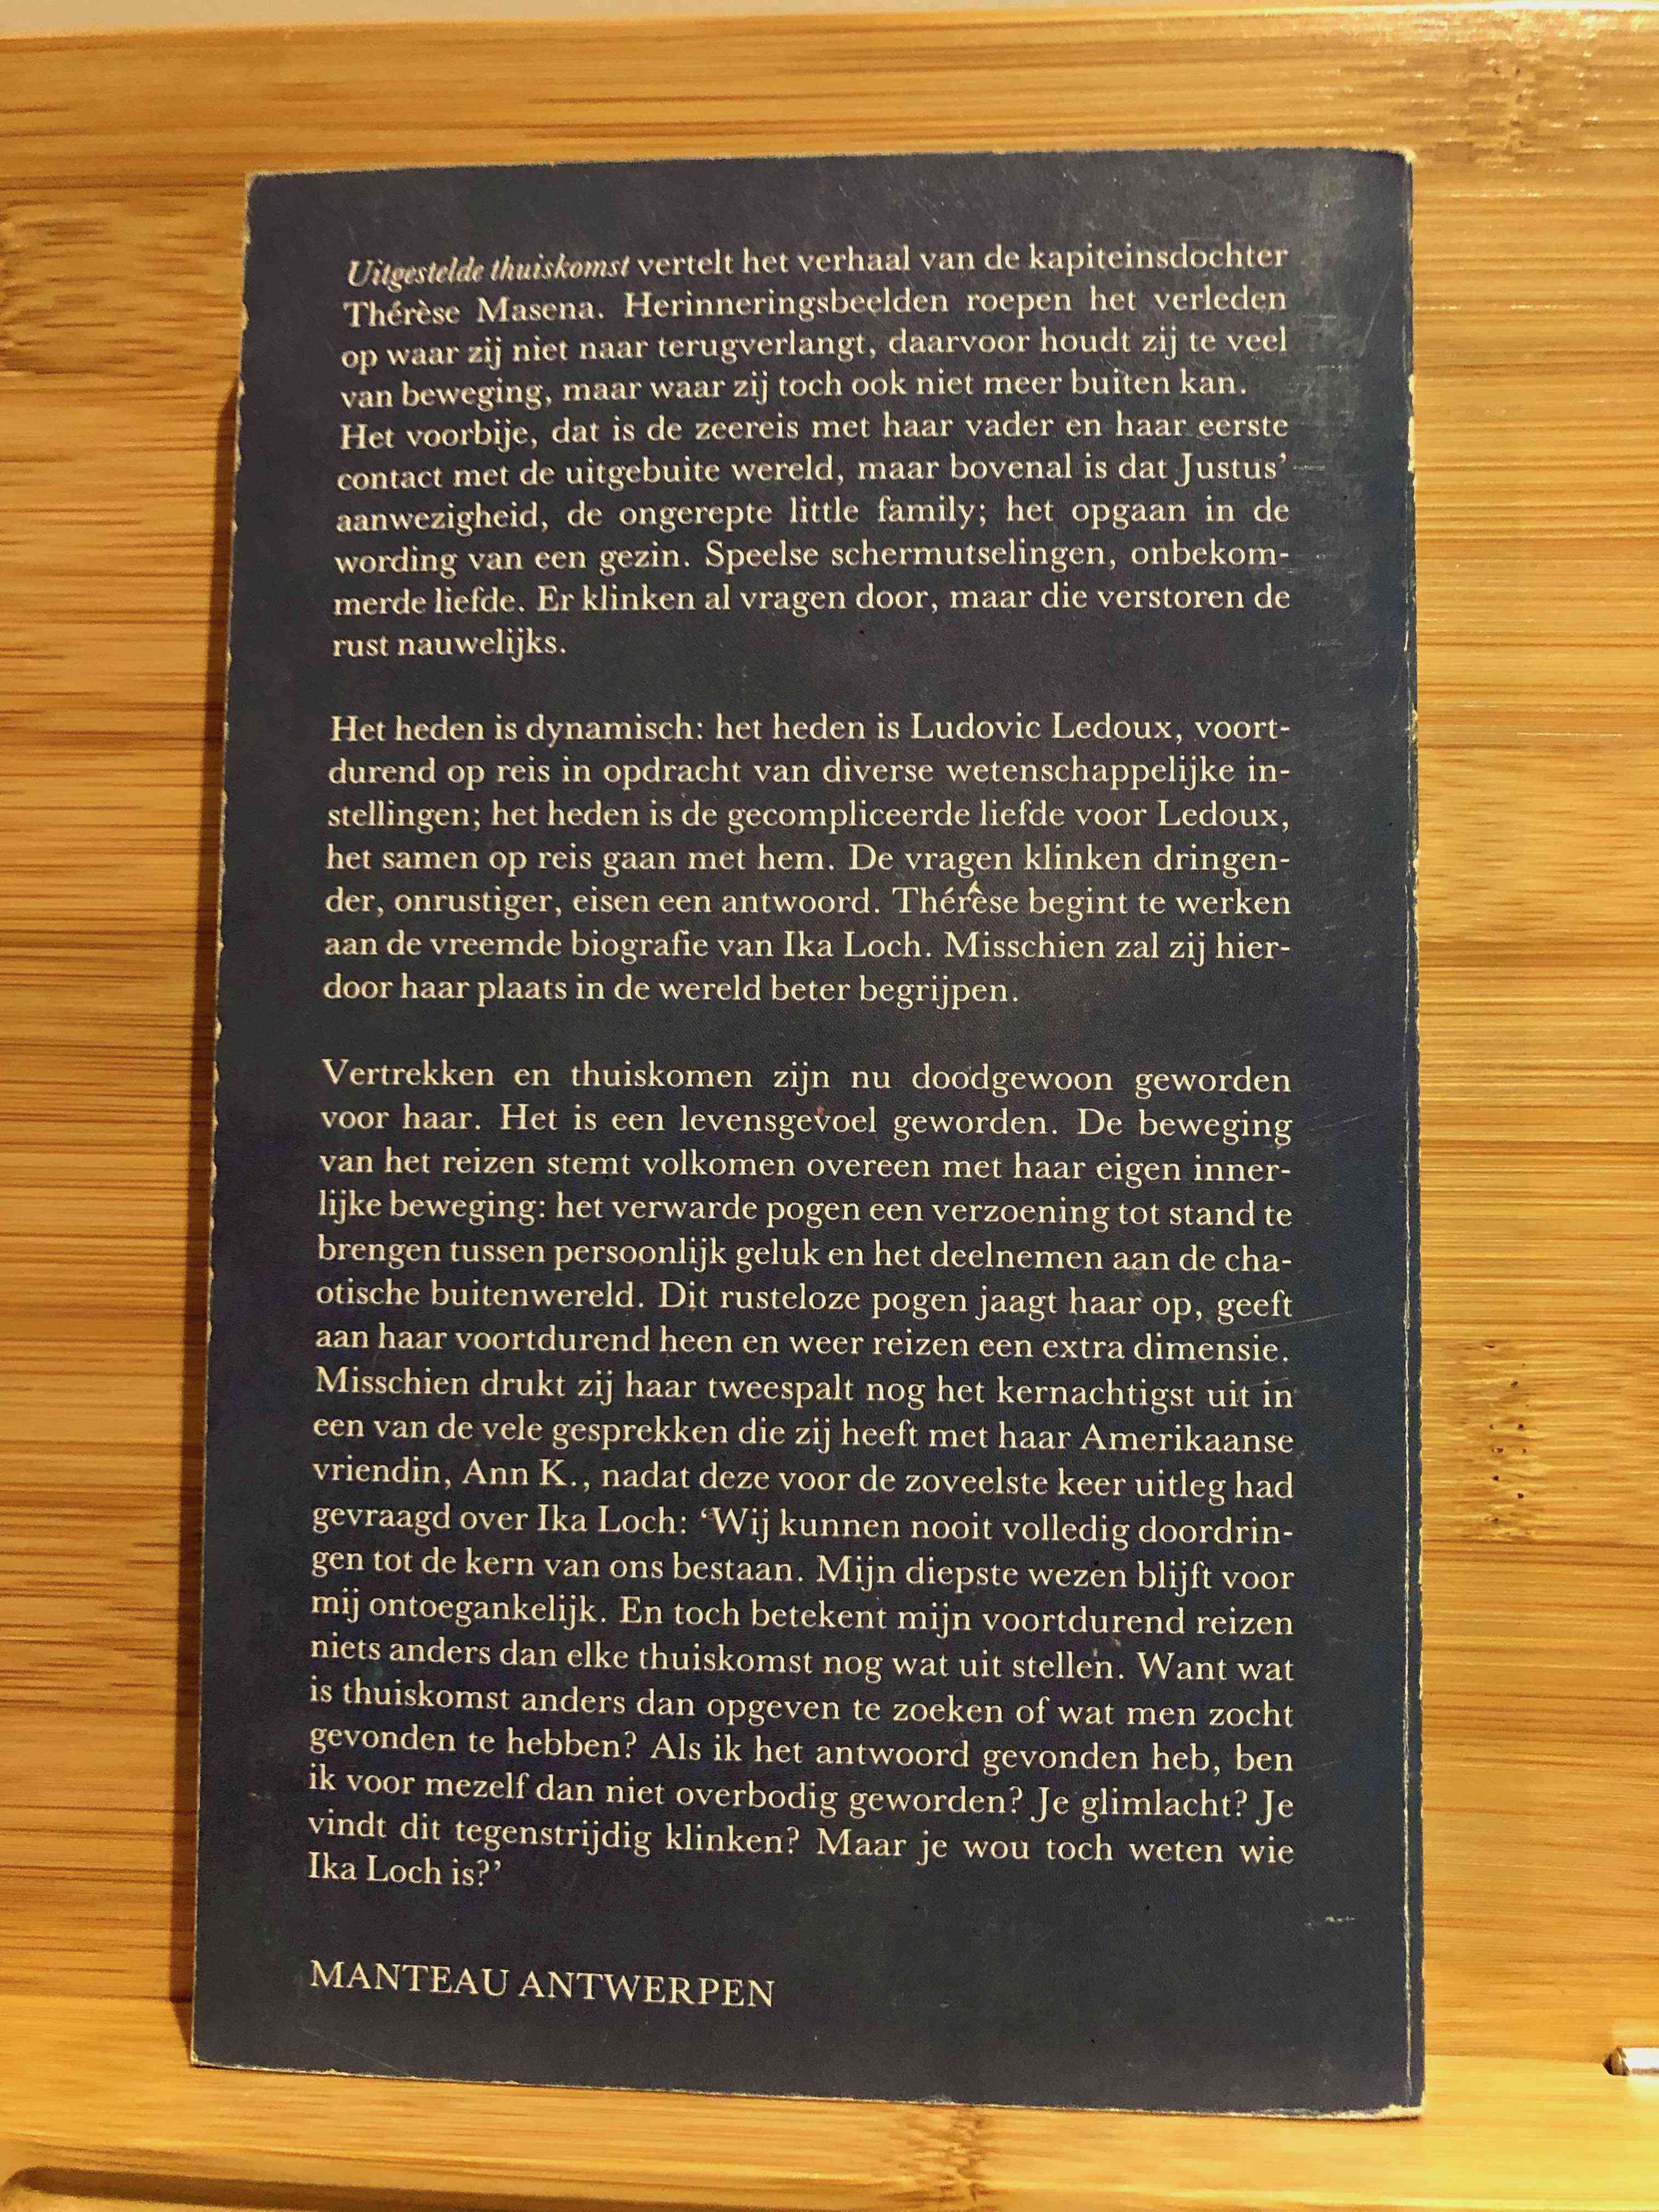 Uitgestelde thuiskomst vertelt het verhaal van de kapiteinsdochter
Thérèse Masena. Herinneringsbeelden roepen het verleden
op waar zij niet naar terugverlangt, daarvoor houdt zij te veel
van beweging, maar waar zij toch ook niet meer buiten kan.
Het voorbije, dat is de zeereis met haar vader en haar eerste
contact met de uitgebuite wereld, maar bovenal is dat Justus'
aanwezigheid, de ongerepte little family; het opgaan in de
wording van een gezin. Speelse schermutselingen, onbekom-
merde liefde. Er klinken al vragen door, maar die verstoren de
rust nauwelijks.
Het heden is dynamisch: het heden is Ludovic Ledoux, voort-
durend op reis in opdracht van diverse wetenschappelijke in-
stellingen; het heden is de gecompliceerde liefde voor Ledoux,
het samen op reis gaan met hem. De vragen klinken dringen-
der, onrustiger, eisen een antwoord. Thérèse begint te werken
aan de vreemde biografie van Ika Loch. Misschien zal zij hier-
door haar plaats in de wereld beter begrijpen.
Vertrekken en thuiskomen zijn nu doodgewoon geworden
voor haar. Het is een levensgevoel geworden. De beweging
van het reizen stemt volkomen overeen met haar eigen inner-
lijke beweging: het verwarde pogen een verzoening tot stand te
brengen tussen persoonlijk geluk en het deelnemen aan de cha-
otische buitenwereld. Dit rusteloze pogen jaagt haar op, geeft
aan haar voortdurend heen en weer reizen een extra dimensie.
Misschien drukt zij haar tweespalt nog het kernachtigst uit in
een van de vele gesprekken die zij heeft met haar Amerikaanse
vriendin, Ann K., nadat deze voor de zoveelste keer uitleg had
gevraagd over Ika Loch: 'Wij kunnen nooit volledig doordrin-
gen tot de kern van ons bestaan. Mijn diepste wezen blijft voor
mij ontoegankelijk. En toch betekent mijn voortdurend reizen
niets anders dan elke thuiskomst nog wat uit stellen. Want wat
is thuiskomst anders dan opgeven te zoeken of wat men zocht
gevonden te hebben? Als ik het antwoord gevonden heb, ben
ik voor mezelf dan niet overbodig geworden? Je glimlacht? Je
vindt dit tegenstrijdig klinken? Maar je wou toch weten wie
Ika Loch is?'
MANTEAU ANTWERPEN